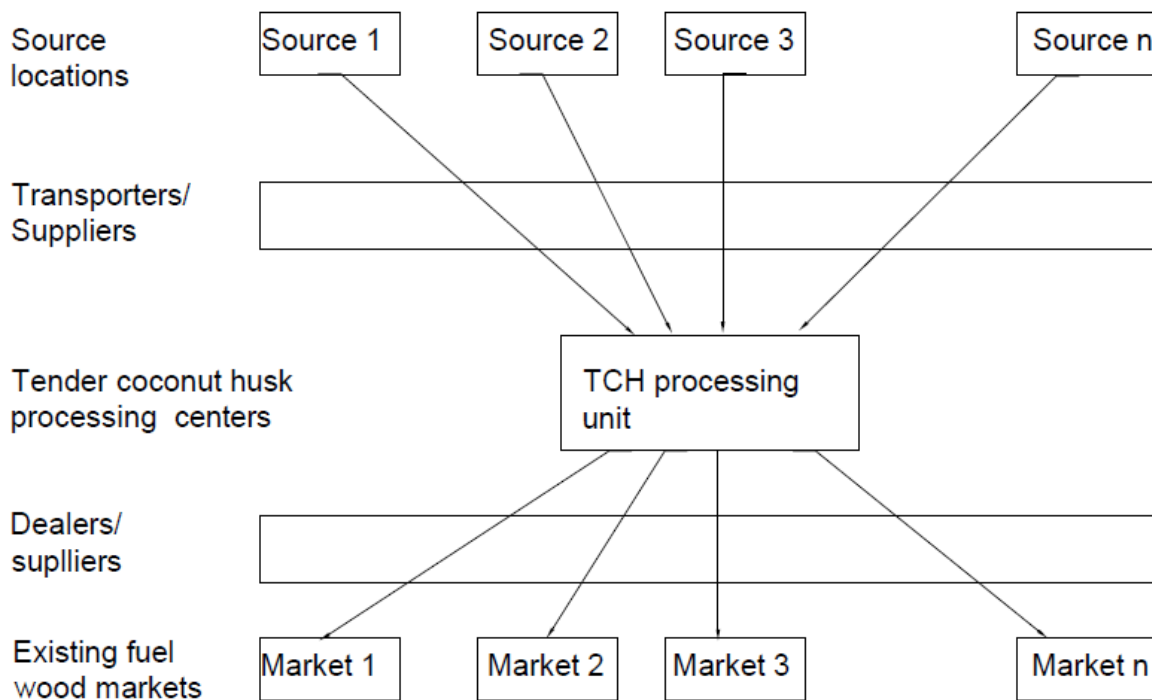 Source
locations
Source 1
Source 2
Source 3
Source n
Transporters/
Suppliers
Tender coconut husk
processing centers
TCH processing
unit
Dealers/
suplliers
Existing fuel
wood markets
Market 1
Market 2
Market 3
Market n